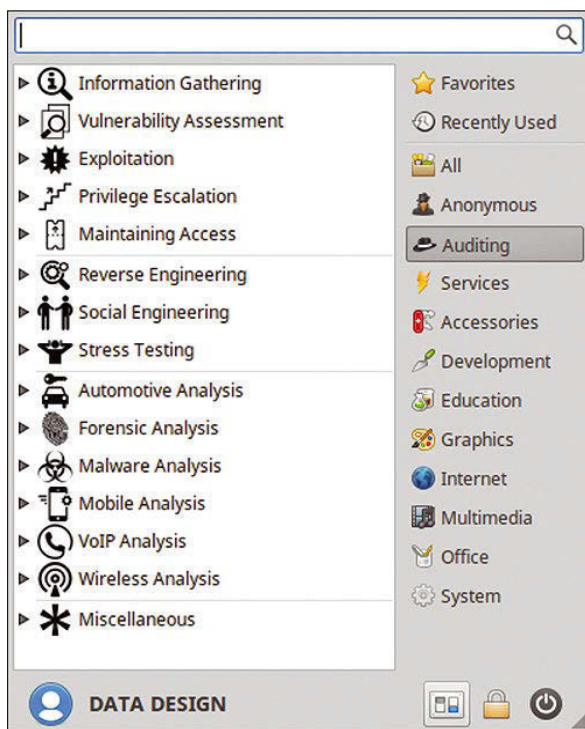 Information Gathering
Vulnerability Assessment
Exploitation
Privilege Escalation
Maintaining Access
Reverse Engineering
Social Engineering
Stress Testing
Automotive Analysis
Forensic Analysis
Malware Analysis
Mobile Analysis
VoIP Analysis
Wireless Analysis
Miscellaneous
Favorites
Recently Used
All
Anonymous
Auditing
Services
Accessories
Development
Education
Graphics
Internet
Multimedia
Office
System
DATA DESIGN